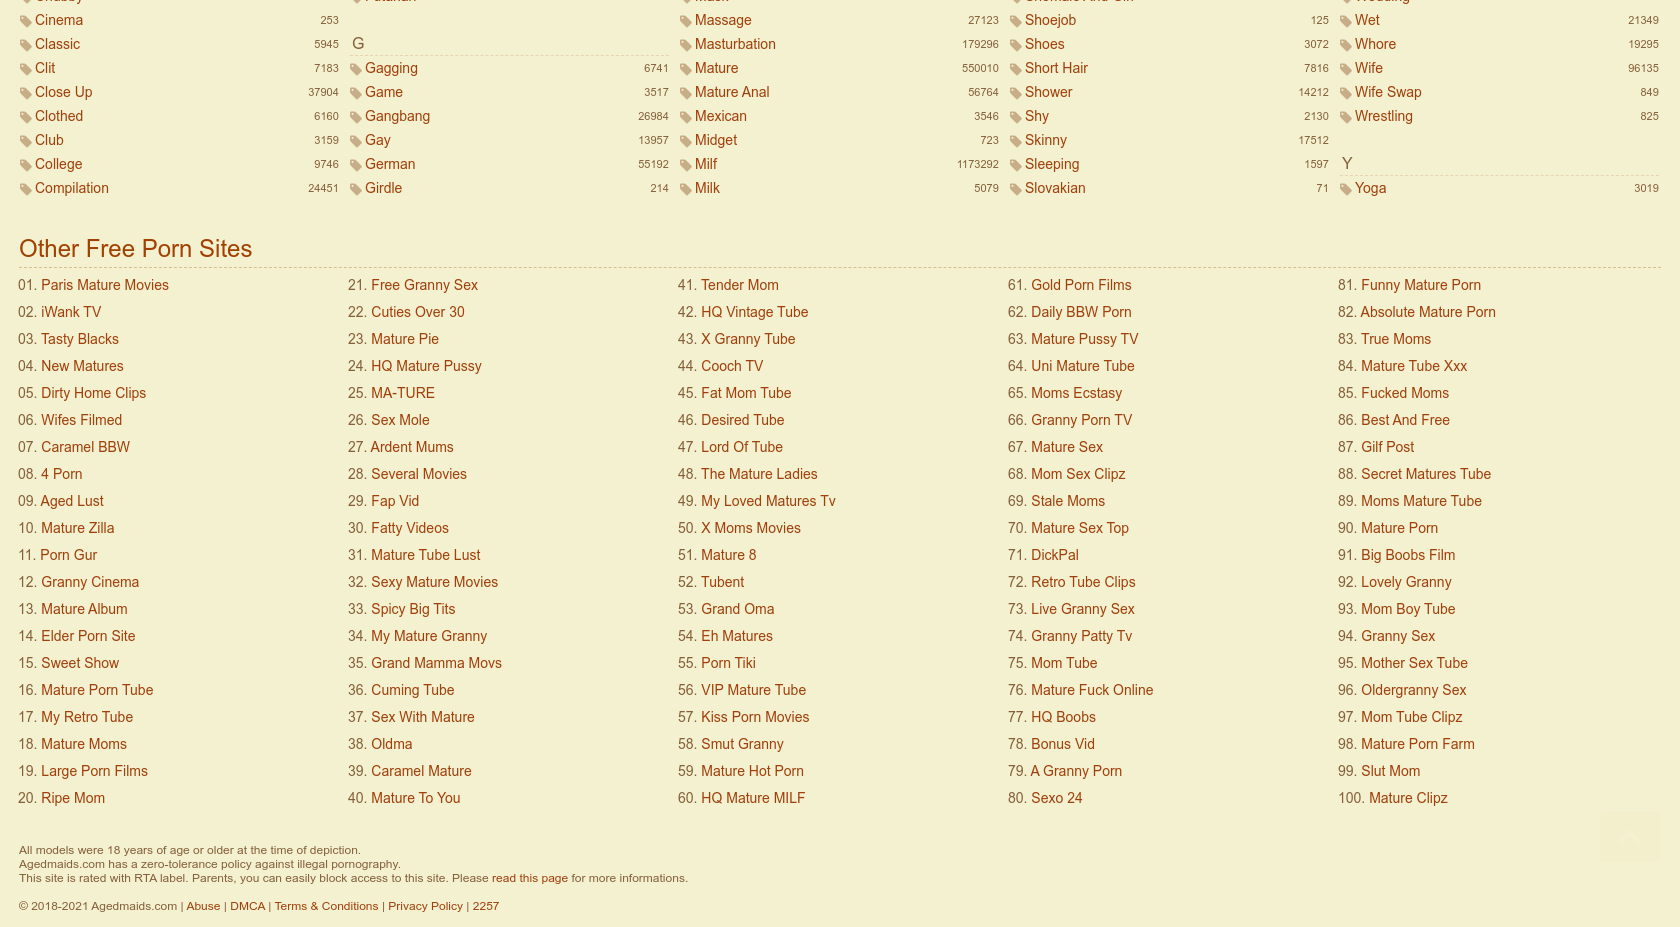 Cinema 253
Classic 5945
Clit 7183
Close Up 37904
Clothed 6160
Club 3159
College 9746
Compilation 24451
G
Gagging 6741
Game 3517
Gangbang 26984
Gay 13957
German 55192
Girdle 214
Massage 27123
Masturbation 179296
Mature 550010
Mature Anal 56764
Mexican 3546
Midget 723
Milf 1173292
Milk 5079
Shoejob 125
Shoes 3072
Short Hair 7816
Shower 14212
Shy 2130
Skinny 17512
Sleeping 1597
Slovakian 71
Wet 21349
Whore 19295
Wife 96135
Wife Swap 849
Wrestling 825
Y
Yoga 3019
Other Free Porn Sites
01. Paris Mature Movies
02. iWank TV
03. Tasty Blacks
04. New Matures
05. Dirty Home Clips
06. Wifes Filmed
07. Caramel BBW
08. 4 Porn
09. Aged Lust
10. Mature Zilla
11. Porn Gur
12. Granny Cinema
13. Mature Album
14. Elder Porn Site
15. Sweet Show
16. Mature Porn Tube
17. My Retro Tube
18. Mature Moms
19. Large Porn Films
20. Ripe Mom
21. Free Granny Sex
22. Cuties Over 30
23. Mature Pie
24. HQ Mature Pussy
25. MA-TURE
26. Sex Mole
27. Ardent Mums
28. Several Movies
29. Fap Vid
30. Fatty Videos
31. Mature Tube Lust
32. Sexy Mature Movies
33. Spicy Big Tits
34. My Mature Granny
35. Grand Mamma Movs
36. Cuming Tube
37. Sex With Mature
38. Oldma
39. Caramel Mature
40. Mature To You
41. Tender Mom
42. HQ Vintage Tube
43. X Granny Tube
44. Cooch TV
45. Fat Mom Tube
46. Desired Tube
47. Lord Of Tube
48. The Mature Ladies
49. My Loved Matures Tv
50. X Moms Movies
51. Mature 8
52. Tubent
53. Grand Oma
54. Eh Matures
55. Porn Tiki
56. VIP Mature Tube
57. Kiss Porn Movies
58. Smut Granny
59. Mature Hot Porn
60. HQ Mature MILF
61. Gold Porn Films
62. Daily BBW Porn
63. Mature Pussy TV
64. Uni Mature Tube
65. Moms Ecstasy
66. Granny Porn TV
67. Mature Sex
68. Mom Sex Clipz
69. Stale Moms
70. Mature Sex Top
71. DickPal
72. Retro Tube Clips
73. Live Granny Sex
74. Granny Patty Tv
75. Mom Tube
76. Mature Fuck Online
77. HQ Boobs
78. Bonus Vid
79. A Granny Porn
80. Sexo 24
81. Funny Mature Porn
82. Absolute Mature Porn
83. True Moms
84. Mature Tube Xxx
85. Fucked Moms
86. Best And Free
87. Gilf Post
88. Secret Matures Tube
89. Moms Mature Tube
90. Mature Porn
91. Big Boobs Film
92. Lovely Granny
93. Mom Boy Tube
94. Granny Sex
95. Mother Sex Tube
96. Oldergranny Sex
97. Mom Tube Clipz
98. Mature Porn Farm
99. Slut Mom
100. Mature Clipz
All models were 18 years of age or older at the time of depiction.
Agedmaids.com has a zero-tolerance policy against illegal pornography.
This site is rated with RTA label. Parents, you can easily block access to this site. Please read this page for more informations.
© 2018-2021 Agedmaids.com | Abuse | DMCA | Terms & Conditions | Privacy Policy | 2257